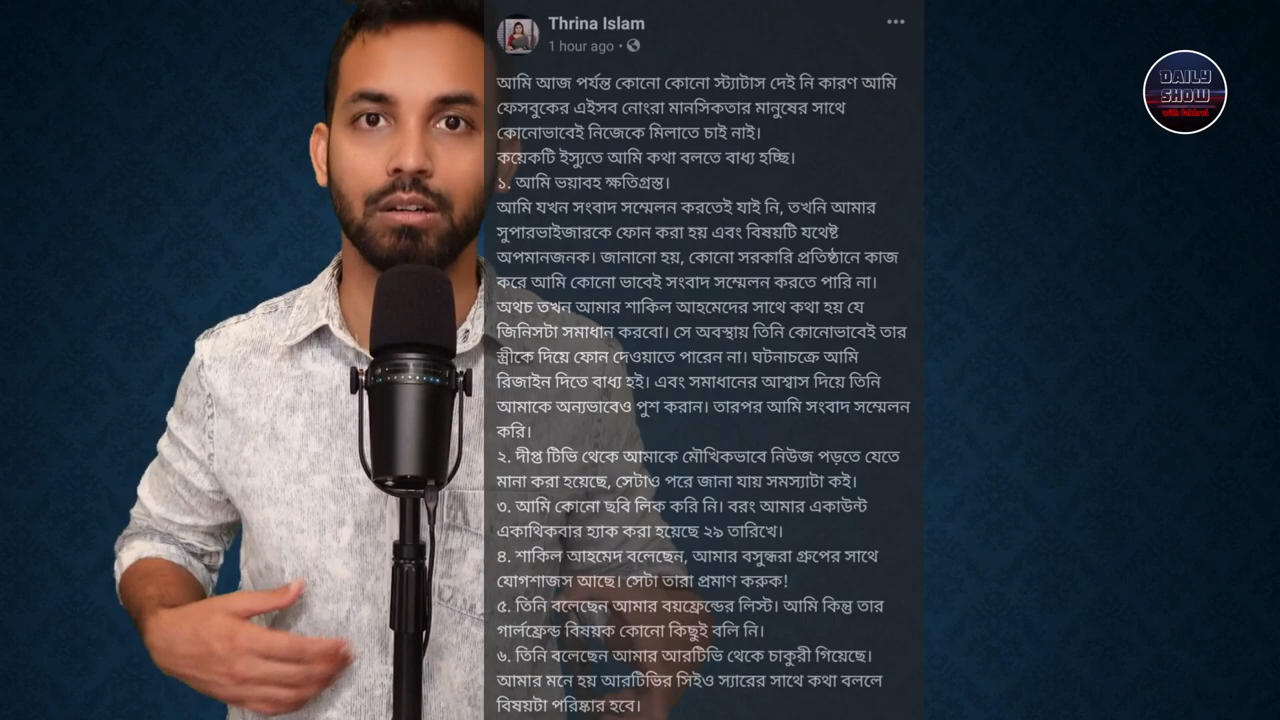 Thrina Islam
1 hour ago
আমি আজ পর্যন্ত কোনো কোনো স্ট্যাটাস দেই নি কারণ আমি
ফেসবুকের এইসব নোংরা মানসিকতার মানুষের সাথে
কোনোভাবেই নিজেকে মিলাতে চাই নাই।
কয়েকটি ইস্যুতে আমি কথা বলতে বাধ্য হচ্ছি।
১. আমি ভয়াবহ ক্ষতিগ্রস্ত।
আমি যখন সংবাদ সম্মেলন করতেই যাই নি, তখনি আমার
সুপারভাইজারকে ফোন করা হয় এবং বিষয়টি যথেষ্ট
অপমানজনক। জানানো হয়, কোনো সরকারি প্রতিষ্ঠানে কাজ
করে আমি কোনো ভাবেই সংবাদ সম্মেলন করতে পারি না।
অথচ তখন আমার শাকিল আহমেদের সাথে কথা হয় যে
জিনিসটা সমাধান করবো। সে অবস্থায় তিনি কোনোভাবেই তার
স্ত্রীকে দিয়ে ফোন দেওয়াতে পারেন না। ঘটনাচক্রে আমি
রিজাইন দিতে বাধ্য হই। এবং সমাধানের আশ্বাস দিয়ে তিনি
আমাকে অন্যভাবেও পুশ করান। তারপর আমি সংবাদ সম্মেলন
করি।
২. দীপ্ত টিভি থেকে আমাকে মৌখিকভাবে নিউজ পড়তে যেতে
মানা করা হয়েছে, সেটাও পরে জানা যায় সমস্যাটা কই।
৩. আমি কোনো ছবি লিক করি নি। বরং আমার একাউন্ট
একাথিকবার হ্যাক করা হয়েছে ২৯ তারিখে।
৪. শাকিল আহমেদ বলেছেন, আমার বসুন্ধরা গ্রুপের সাথে
যোগশাজস আছে। সেটা তারা প্রমাণ করুক!
৫. তিনি বলেছেন আমার বয়ফ্রেন্ডের লিস্ট। আমি কিন্তু তার
গার্লফ্রেন্ড বিষয়ক কোনো কিছুই বলি নি।
৬. তিনি বলেছেন আমার আরটিভি থেকে চাকুরী গিয়েছে।
আমার মনে হয় আরটিভির সিইও স্যারের সাথে কথা বললে
বিষয়টা পরিষ্কার হবে।
DAILY
SHOW